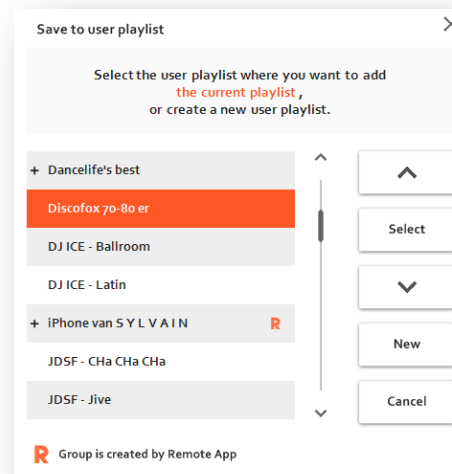 Save to user playlist
Select the user playlist where you want to add
the current playlist ,
or create a new user playlist.
+ Dancelife's best
Discofox 70-80 er
DJ ICE - Ballroom
DJ ICE - Latin
+ iPhone van S Y L V A I N R
JDSF - CHa CHa CHa
JDSF - Jive
Select
New
Cancel
R Group is created by Remote App